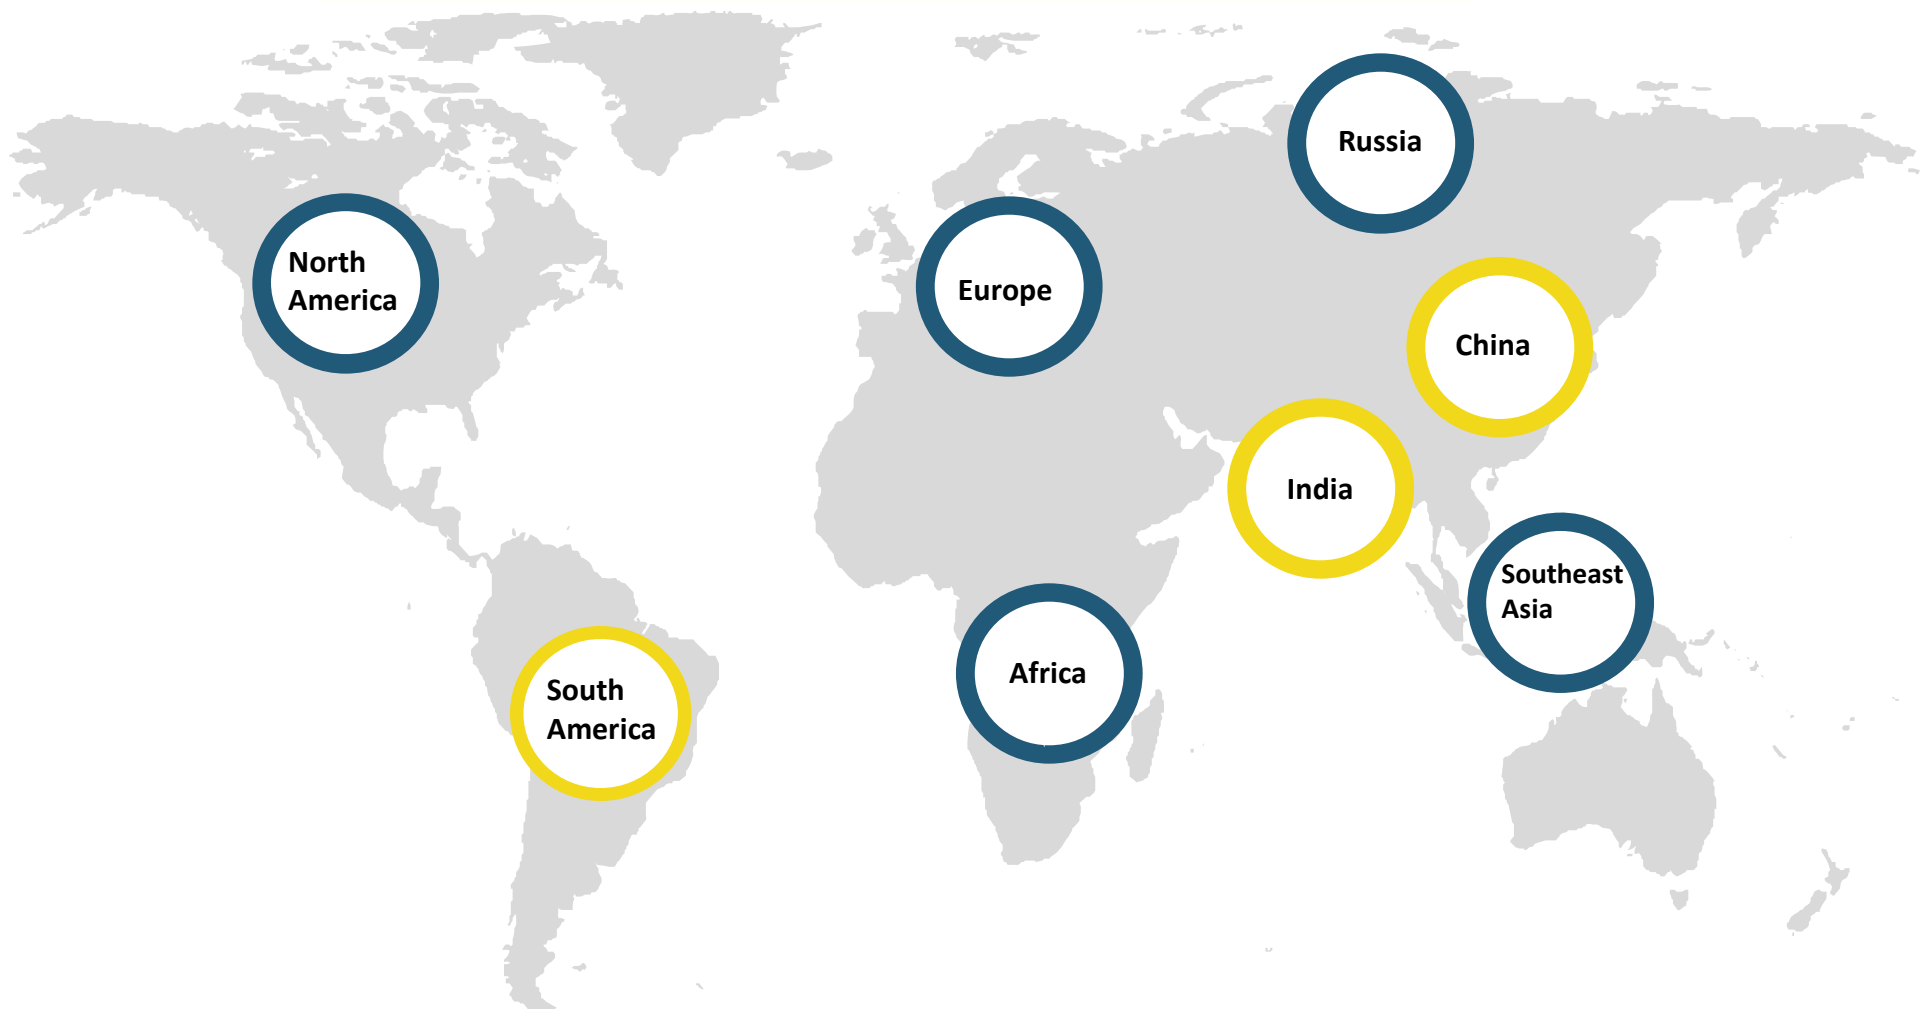 Russia
North
America
Europe
China
India
Southeast
Asia
Africa
South
America